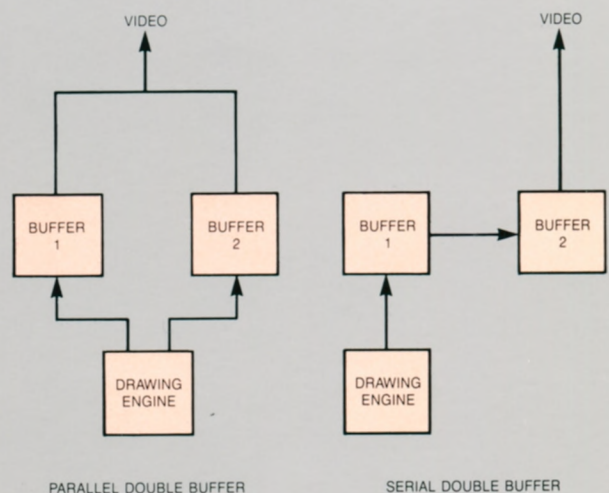 VIDEO
BUFFER
1
BUFFER
2
DRAWING
ENGINE
PARALLEL DOUBLE BUFFER
VIDEO
BUFFER
1
BUFFER
2
DRAWING
ENGINE
SERIAL DOUBLE BUFFER